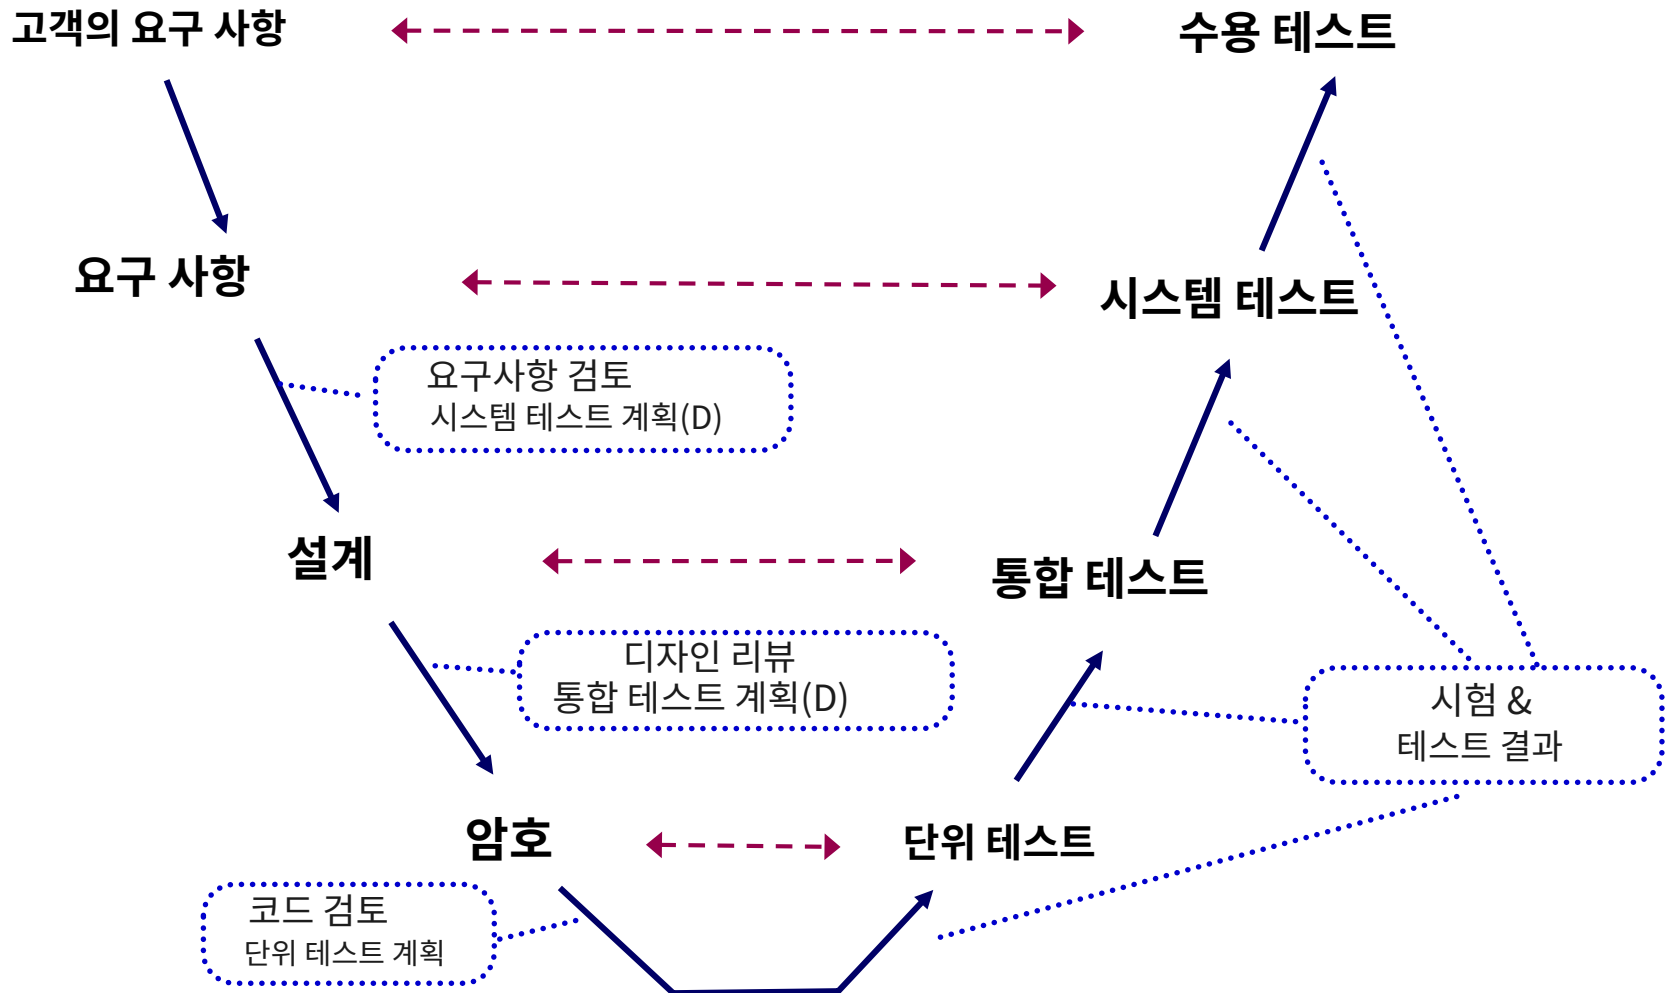 고객의 요구 사항
수용 테스트
요구 사항
시스템 테스트
요구사항 검토
시스템 테스트 계획(D)
설계
통합 테스트
디자인 리뷰
통합 테스트 계획(D)
시험 &
테스트 결과
암호
단위 테스트
코드 검토
단위 테스트 계획